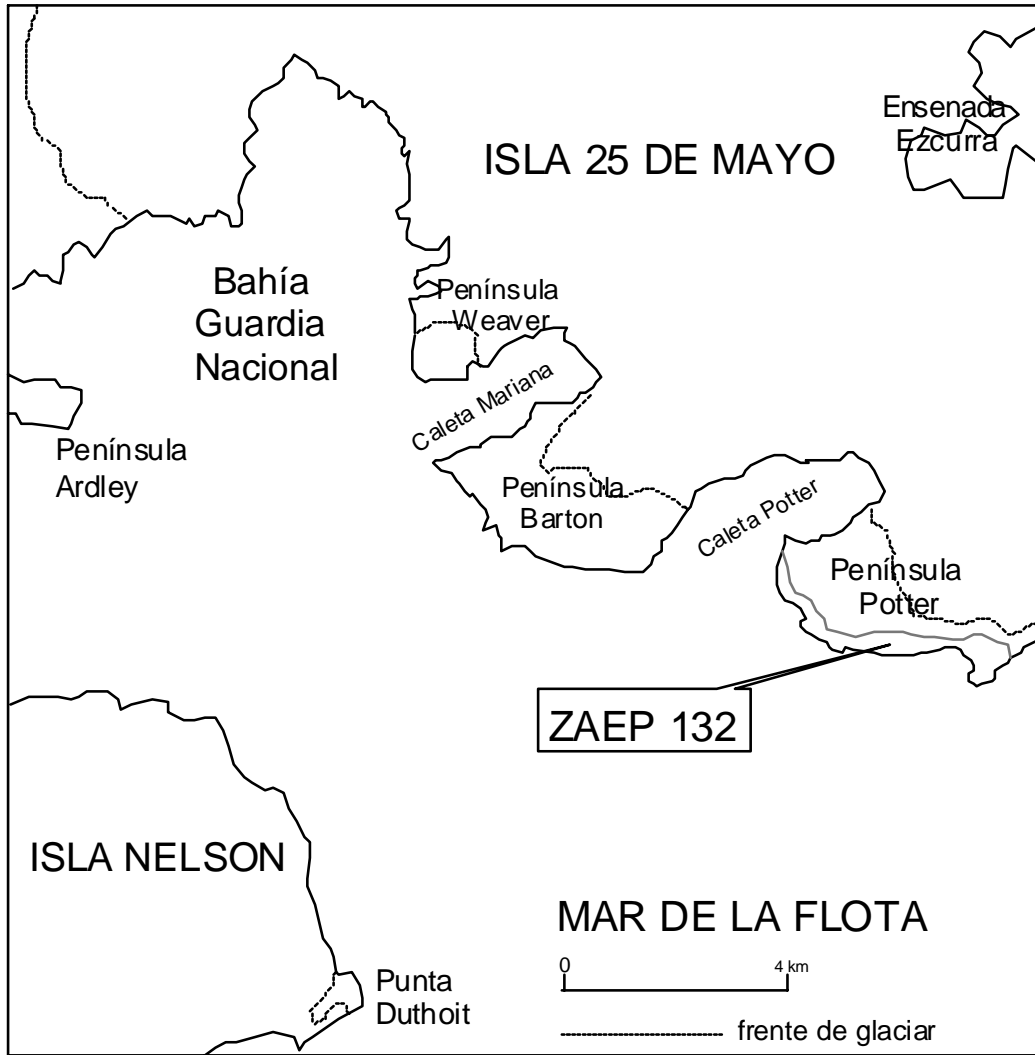 Ensenada
Ezcurra
ISLA 25 DE MAYO
Bahía
Guardia
Nacional
Península
Weaver
Caleta Mariana
Península
Ardley
Península
Barton
Caleta Potter
Península
Potter
ZAEP 132
ISLA NELSON
MAR DE LA FLOTA
0 4 km
Punta
Duthoit
frente de glaciar